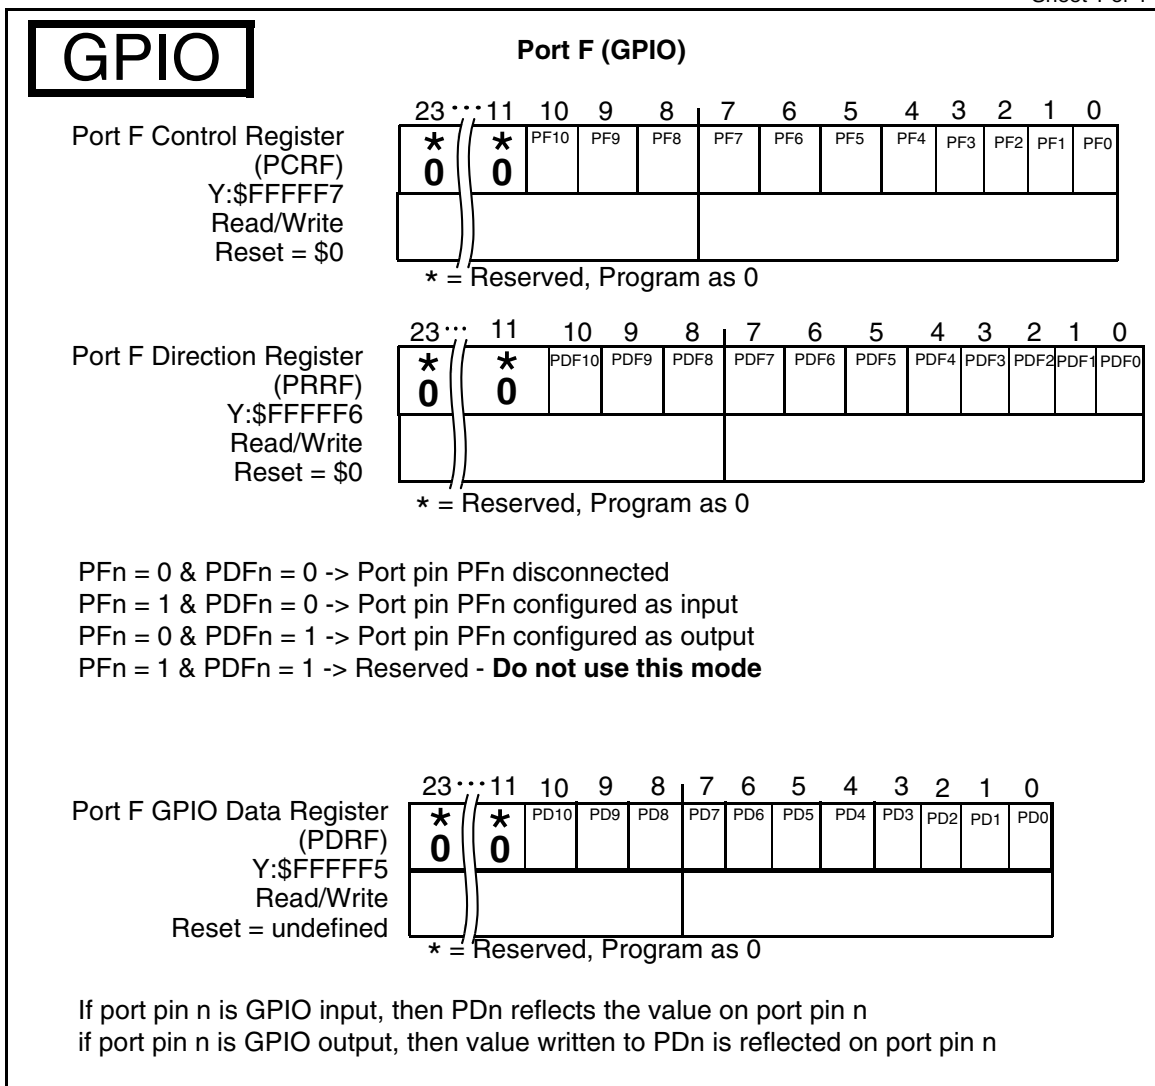 GPIO
Port F (GPIO)
23 ··· 11 10 9 8 7 6 5 4 3 2 1 0
Port F Control Register
(PCRF)
Y:$FFFFF7
Read/Write
Reset = $0
* * PF10 PF9 PF8 PF7 PF6 PF5 PF4 PF3 PF2 PF1 PF0
0 0
* = Reserved, Program as 0
23 ··· 11 10 9 8 7 6 5 4 3 2 1 0
Port F Direction Register
(PRRF)
Y:$FFFFF6
Read/Write
Reset = $0
* * PDF10 PDF9 PDF8 PDF7 PDF6 PDF5 PDF4 PDF3 PDF2 PDF1 PDF0
0 0
* = Reserved, Program as 0
PFn = 0 & PDFn = 0 -> Port pin PFn disconnected
PFn = 1 & PDFn = 0 -> Port pin PFn configured as input
PFn = 0 & PDFn = 1 -> Port pin PFn configured as output
PFn = 1 & PDFn = 1 -> Reserved - Do not use this mode
23 ··· 11 10 9 8 7 6 5 4 3 2 1 0
Port F GPIO Data Register
(PDRF)
Y:$FFFFF5
Read/Write
Reset = undefined
* * PD10 PD9 PD8 PD7 PD6 PD5 PD4 PD3 PD2 PD1 PD0
0 0
* = Reserved, Program as 0
If port pin n is GPIO input, then PDn reflects the value on port pin n
if port pin n is GPIO output, then value written to PDn is reflected on port pin n